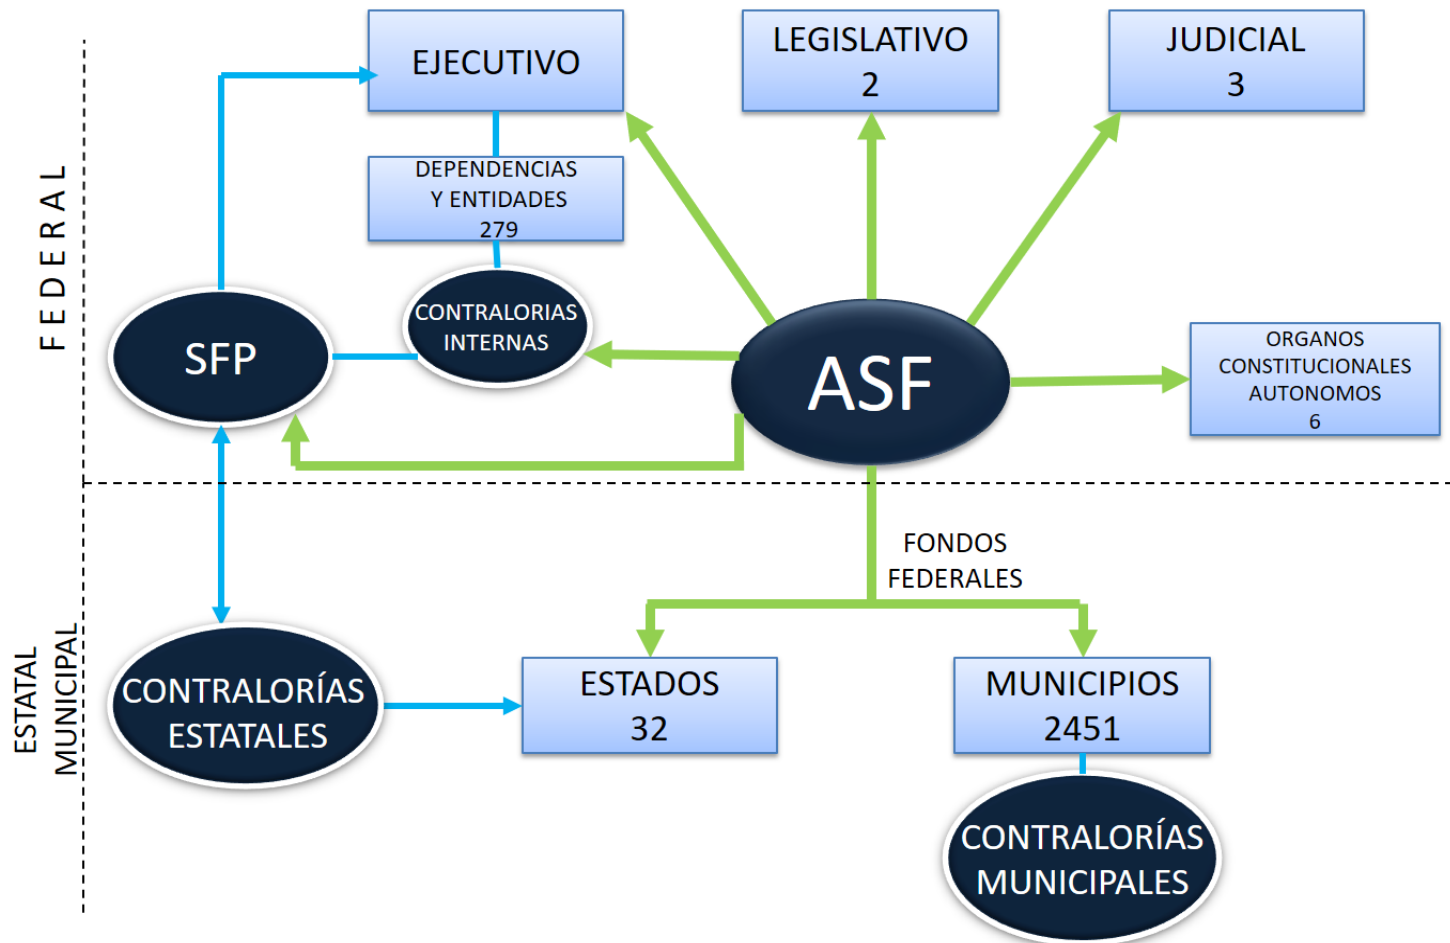 FEDERAL
EJECUTIVO
LEGISLATIVO
2
JUDICIAL
3
DEPENDENCIAS
Y ENTIDADES
279
CONTRALORIAS
INTERNAS
SFP
ASF
ORGANOS
CONSTITUCIONALES
AUTONOMOS
6
FONDOS
FEDERALES
ESTATAL
MUNICIPAL
CONTRALORÍAS
ESTATALES
ESTADOS
32
MUNICIPIOS
2451
CONTRALORÍAS
MUNICIPALES